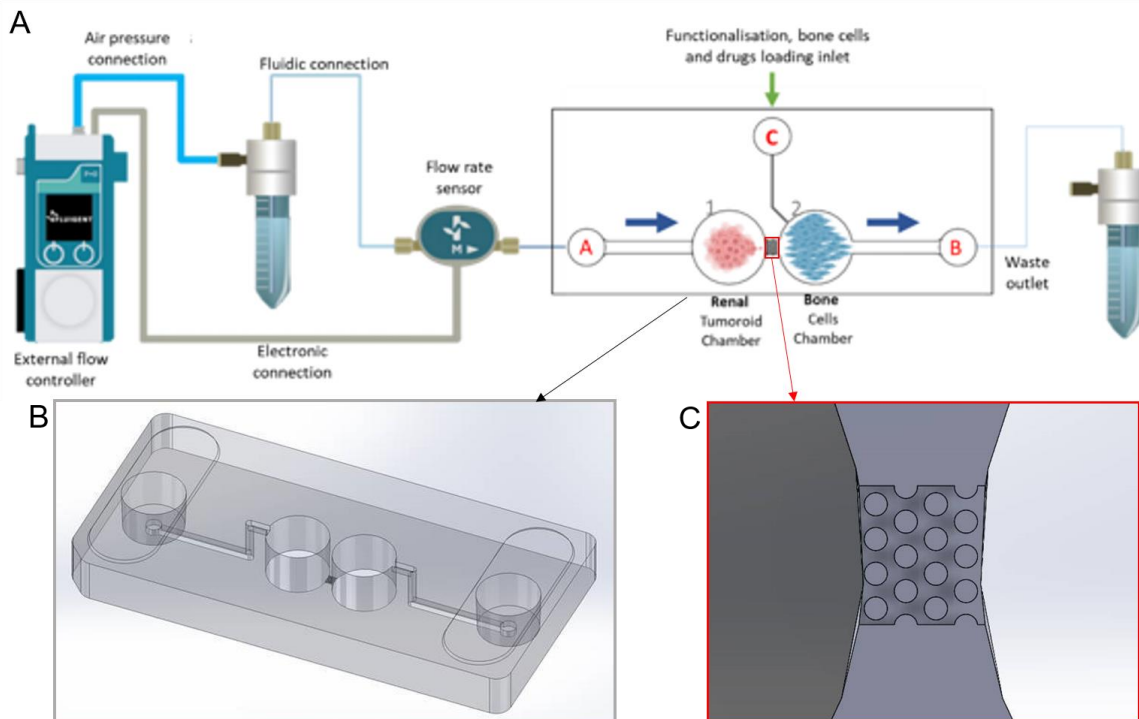 A
Air pressure
connection
Fluidic connection
Functionalisation, bone cells
and drugs loading inlet
Flow rate
sensor
M
C
1
2
A
B
Renal
Tumoroid
Chamber
Bone
Cells
Chamber
Waste
outlet
External flow
controller
Electronic
connection
B
C